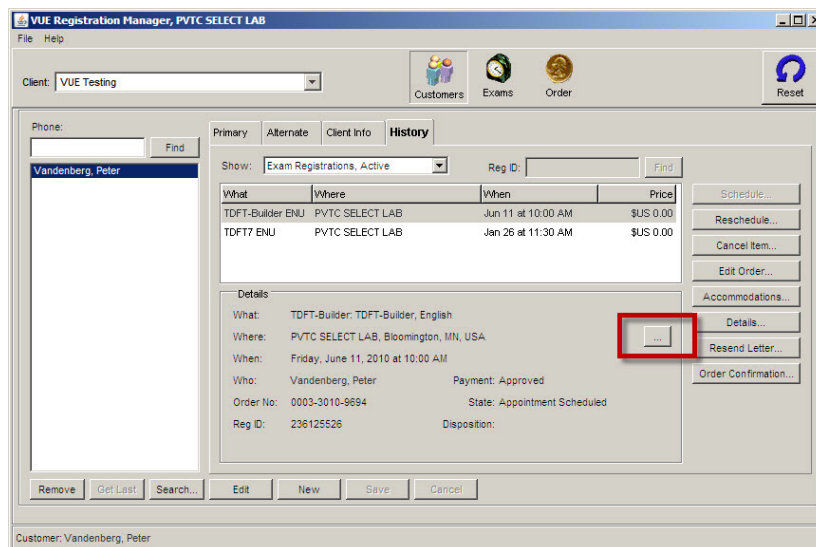 VUE Registration Manager, PVTC SELECT LAB
File Help
Client: VUE Testing
Customers Exams Order Reset
Phone:
Find
Vandenberg, Peter
Primary Alternate Client Info History
Show: Exam Registrations, Active Reg ID: Find
What Where When Price
TDFT-Builder ENU PVTC SELECT LAB Jun 11 at 10:00 AM $US 0.00
TDFT7 ENU PVTC SELECT LAB Jan 26 at 11:30 AM $US 0.00
Schedule...
Reschedule...
Cancel Item...
Edit Order...
Accommodations...
Details...
Resend Letter...
Order Confirmation...
Details
What: TDFT-Builder: TDFT-Builder, English
Where: PVTC SELECT LAB, Bloomington, MN, USA
...
When: Friday, June 11, 2010 at 10:00 AM
Who: Vandenberg, Peter Payment: Approved
Order No: 0003-3010-9694 State: Appointment Scheduled
Reg ID: 236125526 Disposition:
Remove Get Last Search... Edit New Save Cancel
Customer: Vandenberg, Peter